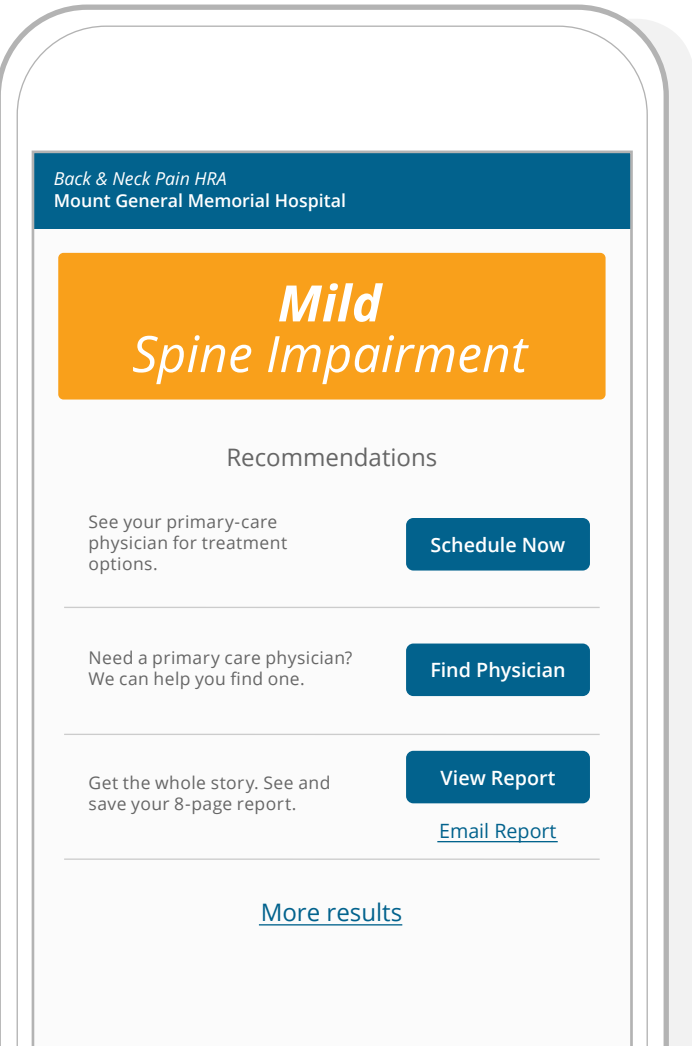 Back & Neck Pain HRA
Mount General Memorial Hospital
Mild
Spine Impairment
Recommendations
See your primary-care
physician for treatment
options.
Schedule Now
Need a primary care physician?
We can help you find one.
Find Physician
Get the whole story. See and
save your 8-page report.
View Report
Email Report
More results